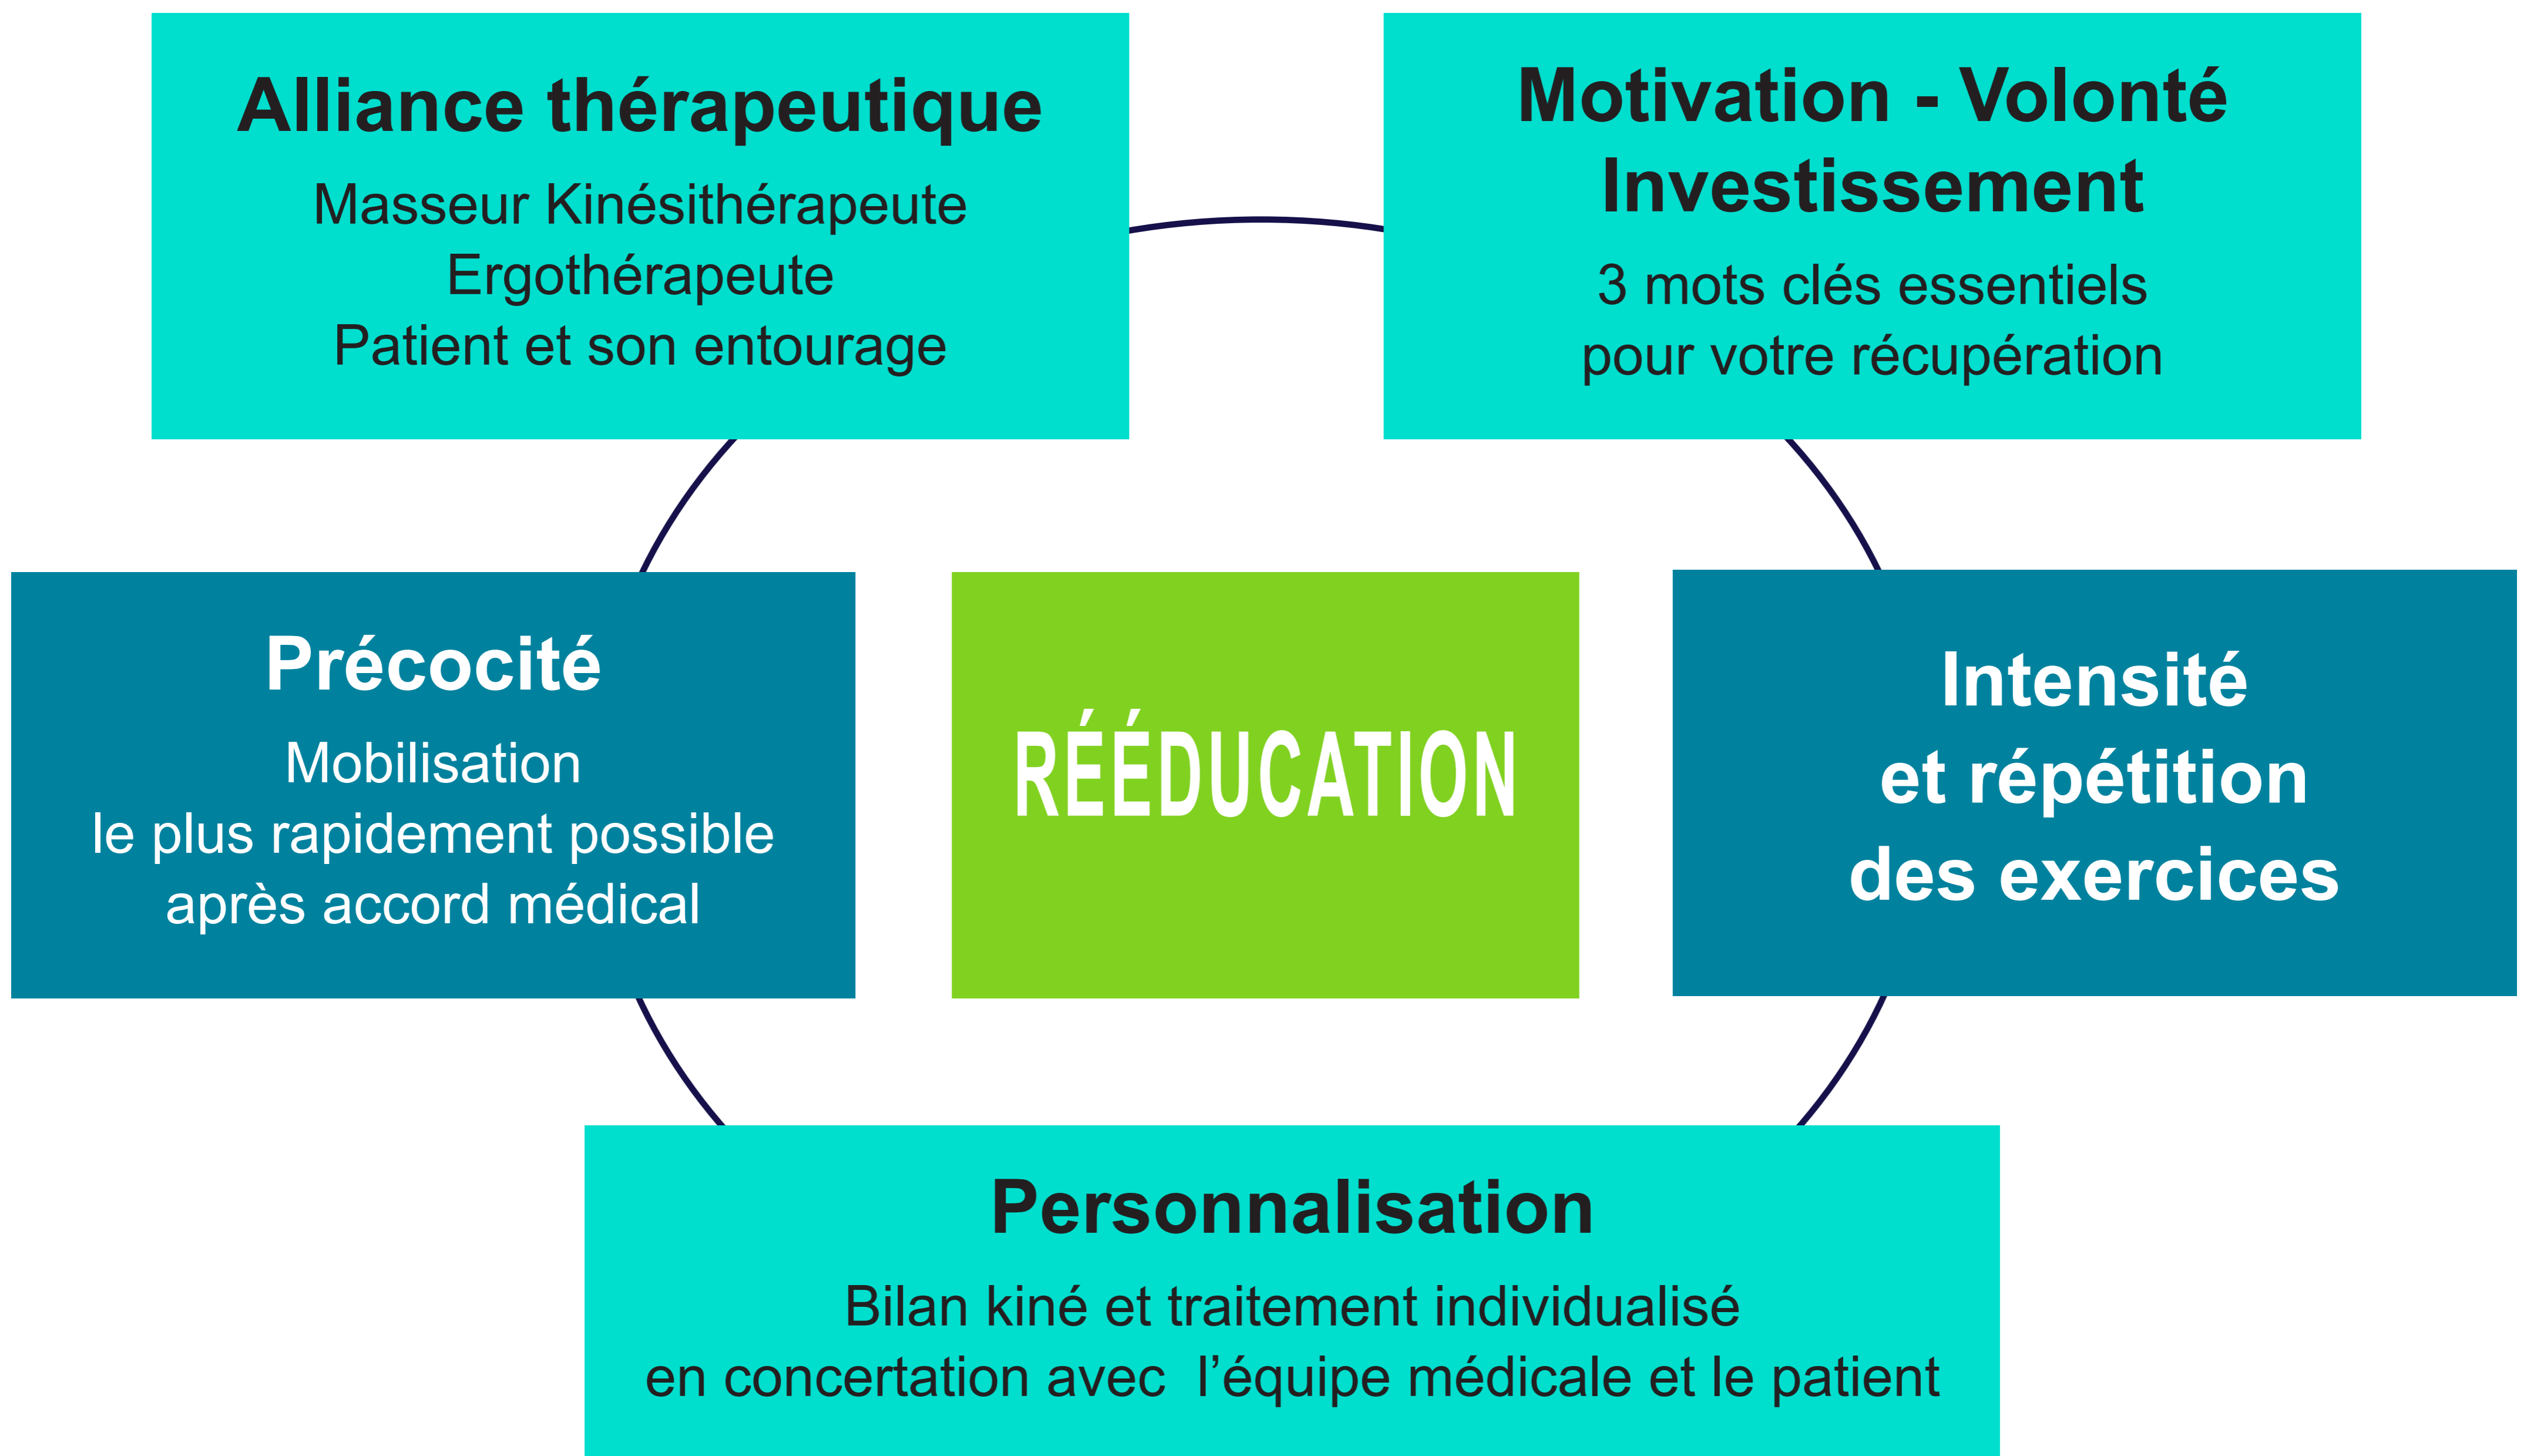 Alliance thérapeutique
Masseur Kinésithérapeute
Ergothérapeute
Patient et son entourage
Motivation - Volonté
Investissement
3 mots clés essentiels
pour votre récupération
Précocité
Mobilisation
le plus rapidement possible
après accord médical
RÉÉDUCATION
Intensité
et répétition
des exercices
Personnalisation
Bilan kiné et traitement individualisé
en concertation avec  l’équipe médicale et le patient